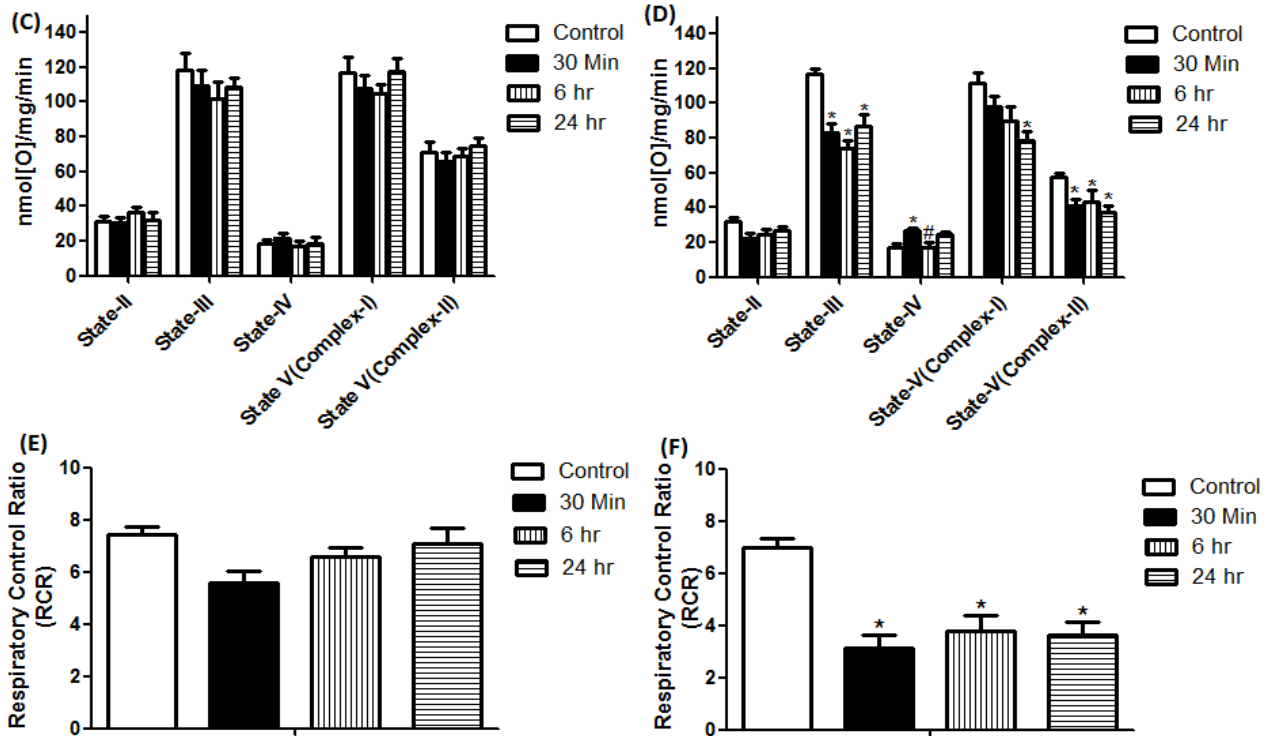 (C)
nmol[O]/mg/min
140
120
100
80
60
40
20
0
Control
30 Min
6 hr
24 hr
State-II
State-III
State-IV
State V(Complex-I)
State V(Complex-II)
(D)
nmol[O]/mg/min
140
120
100
80
60
40
20
0
* * *
* #
*
* * *
Control
30 Min
6 hr
24 hr
State-II
State-III
State-IV
State-V(Complex-I)
State-V(Complex-II)
(E)
Respiratory Control Ratio
(RCR)
10
8
6
4
2
0
Control
30 Min
6 hr
24 hr
(F)
Respiratory Control Ratio
(RCR)
10
8
6
4
2
0
* * *
Control
30 Min
6 hr
24 hr